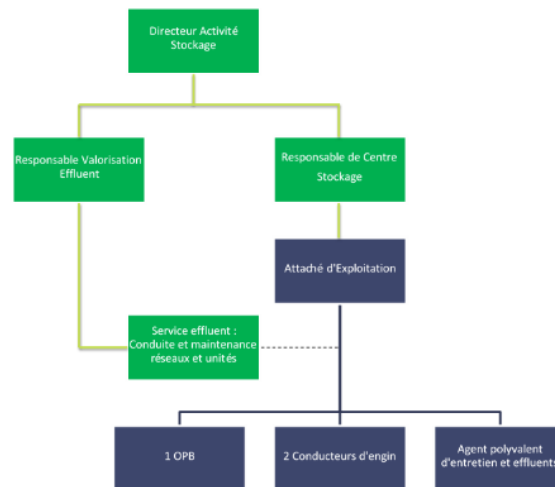 Directeur Activité
Stockage
Responsable Valorisation
Effluent
Responsable de Centre
Stockage
Attaché d'Exploitation
Service effluent :
Conduite et maintenance
réseaux et unités
1 OPB
2 Conducteurs d'engin
Agent polyvalent
d'entretien et effluents